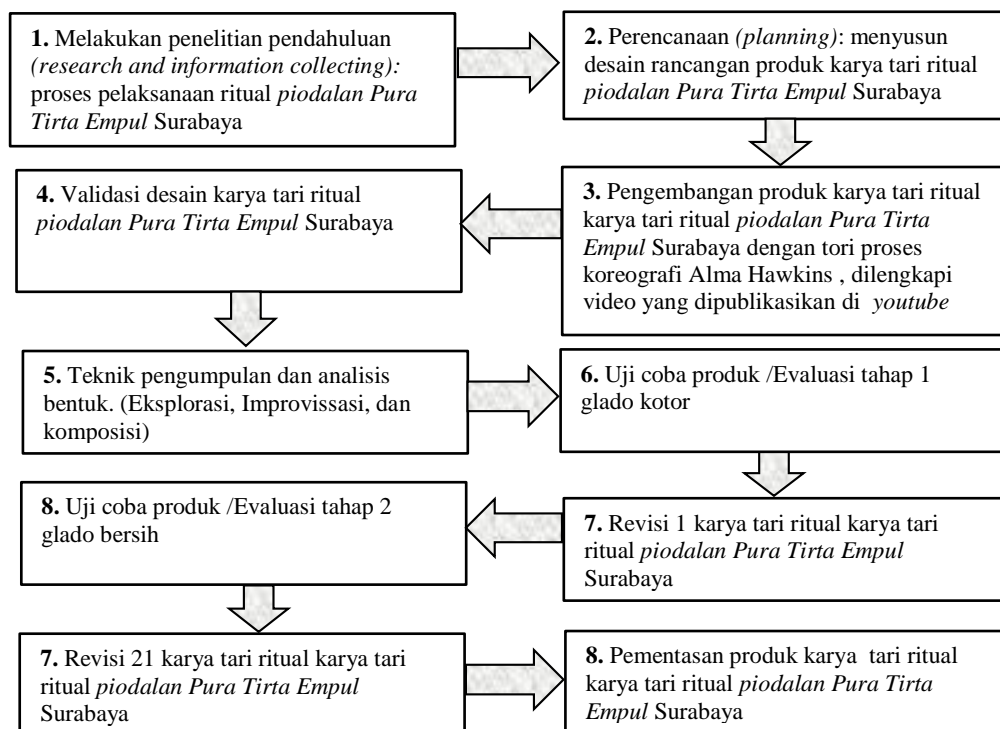 1. Melakukan penelitian pendahuluan
(research and information collecting):
proses pelaksanaan ritual piodalan Pura
Tirta Empul Surabaya
2. Perencanaan (planning): menyusun
desain rancangan produk karya tari ritual
piodalan Pura Tirta Empul Surabaya
3. Pengembangan produk karya tari ritual
karya tari ritual piodalan Pura Tirta
Empul Surabaya dengan tori proses
koreografi Alma Hawkins , dilengkapi
video yang dipublikasikan di youtube
4. Validasi desain karya tari ritual
piodalan Pura Tirta Empul Surabaya
5. Teknik pengumpulan dan analisis
bentuk. (Eksplorasi, Improvissasi, dan
komposisi)
6. Uji coba produk /Evaluasi tahap 1
glado kotor
7. Revisi 1 karya tari ritual karya tari
ritual piodalan Pura Tirta Empul
Surabaya
8. Uji coba produk /Evaluasi tahap 2
glado bersih
7. Revisi 21 karya tari ritual karya tari
ritual piodalan Pura Tirta Empul
Surabaya
8. Pementasan produk karya tari ritual
karya tari ritual piodalan Pura Tirta
Empul Surabaya